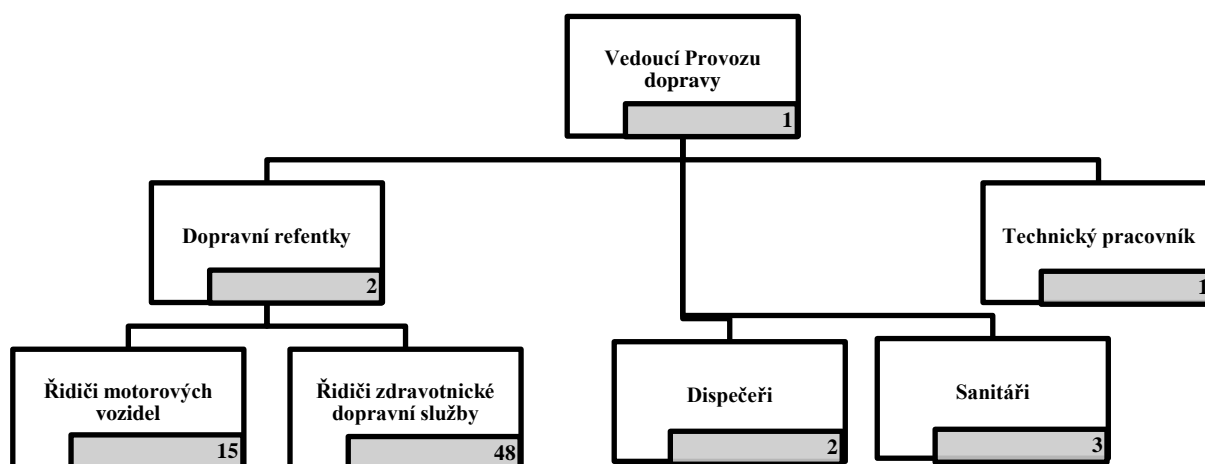 Vedoucí Provozu
dopravy
1
Dopravní refentky
2
Technický pracovník
1
Řidiči motorových
vozidel
15
Řidiči zdravotnické
dopravní služby
48
Dispečeři
2
Sanitáři
3